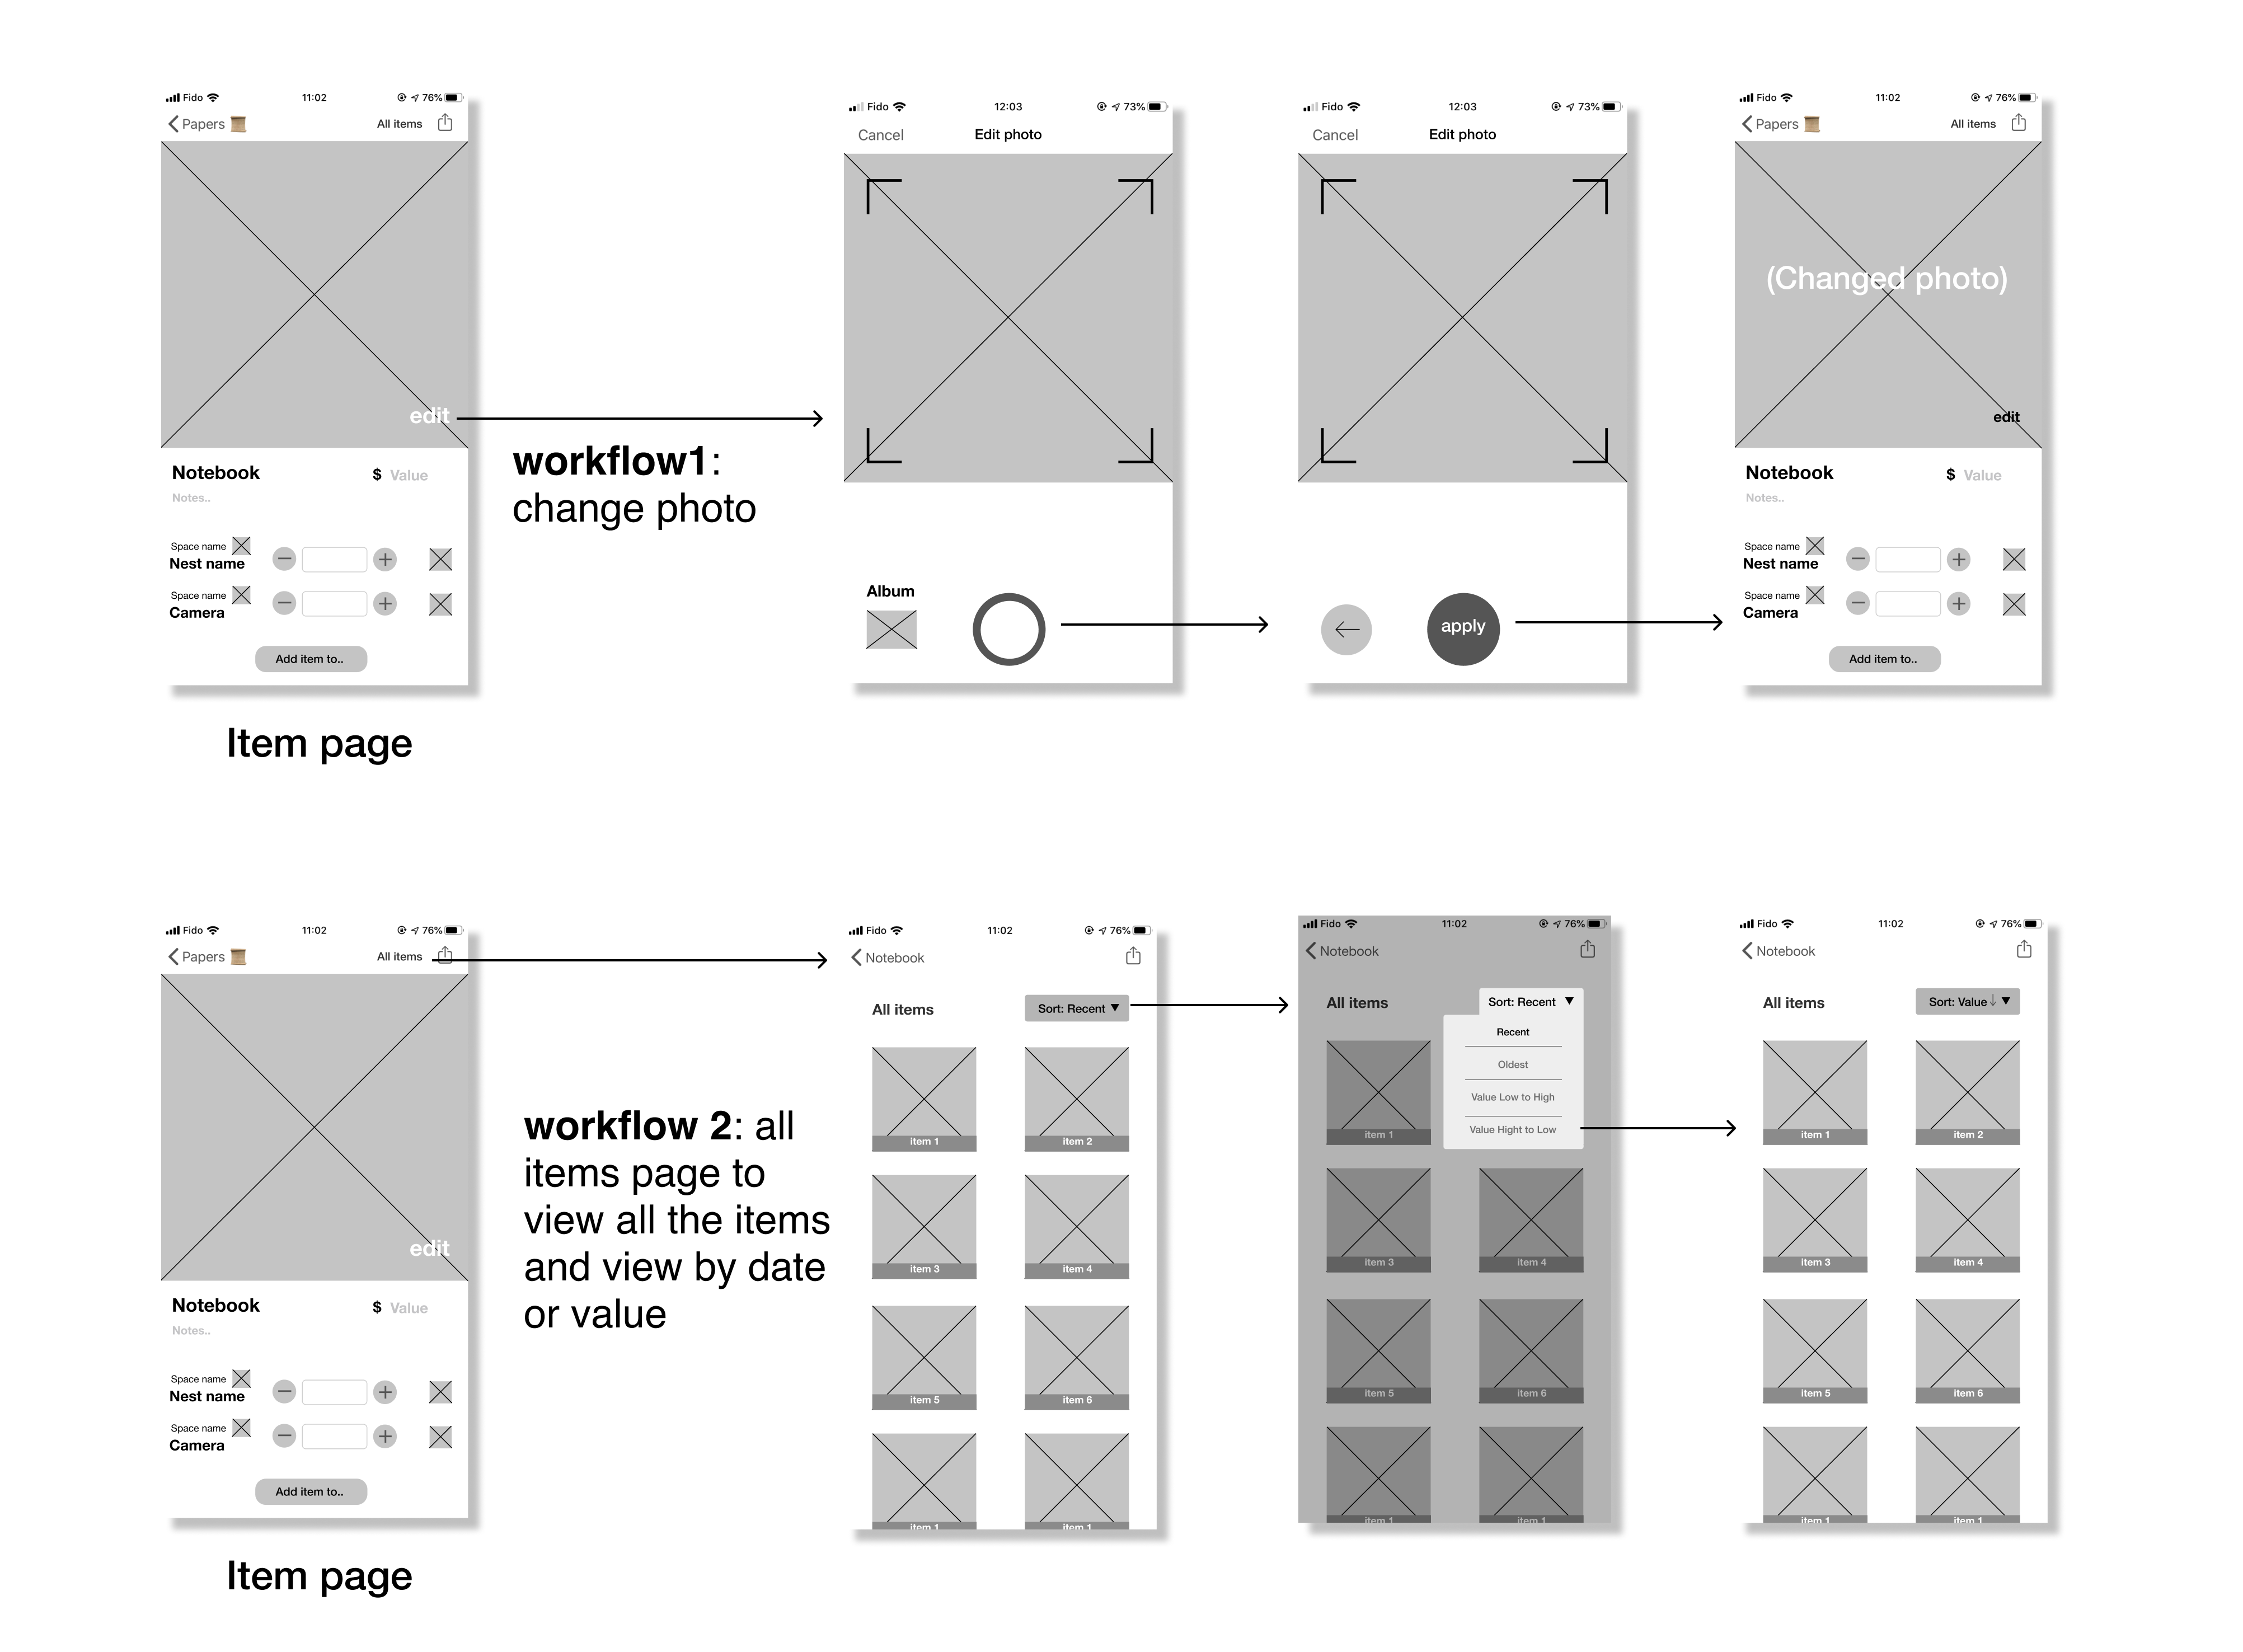 Fido 11:02 76%
Papers All items
edit
Notebook $ Value
Notes..
Space name
Nest name
Space name
Camera
Add item to..
Item page
workflow1:
change photo
Fido 12:03 73%
Cancel Edit photo
Album
Fido 12:03 73%
Cancel Edit photo
apply
Fido 11:02 76%
Papers All items
(Changed photo)
edit
Notebook $ Value
Notes..
Space name
Nest name
Space name
Camera
Add item to..
Fido 11:02 76%
Papers All items
edit
Notebook $ Value
Notes..
Space name
Nest name
Space name
Camera
Add item to..
Item page
workflow 2: all
items page to
view all the items
and view by date
or value
Fido 11:02 76%
Notebook
All items Sort: Recent
item 1 item 2
item 3 item 4
item 5 item 6
item 1 item 1
Fido 11:02 76%
Notebook
All items Sort: Recent
Recent
Oldest
Value Low to High
Value Hight to Low
item 1
item 3 item 4
item 5 item 6
item 1 item 1
Fido 11:02 76%
Notebook
All items Sort: Value↓
item 1 item 2
item 3 item 4
item 5 item 6
item 1 item 1